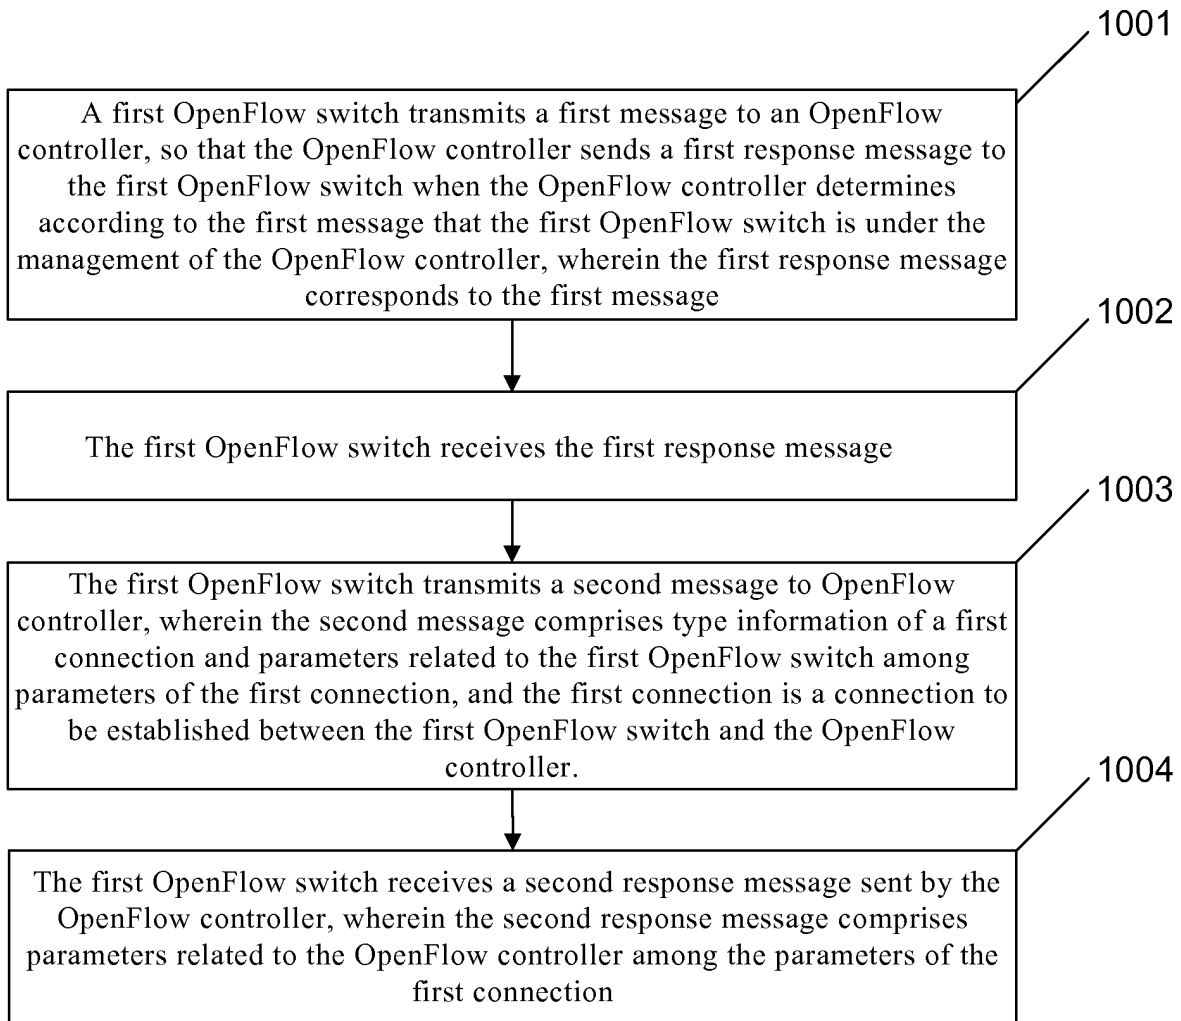 1001
A first OpenFlow switch transmits a first message to an OpenFlow
controller, so that the OpenFlow controller sends a first response message to
the first OpenFlow switch when the OpenFlow controller determines
according to the first message that the first OpenFlow switch is under the
management of the OpenFlow controller, wherein the first response message
corresponds to the first message
1002
The first OpenFlow switch receives the first response message
1003
The first OpenFlow switch transmits a second message to OpenFlow
controller, wherein the second message comprises type information of a first
connection and parameters related to the first OpenFlow switch among
parameters of the first connection, and the first connection is a connection to
be established between the first OpenFlow switch and the OpenFlow
controller.
1004
The first OpenFlow switch receives a second response message sent by the
OpenFlow controller, wherein the second response message comprises
parameters related to the OpenFlow controller among the parameters of the
first connection